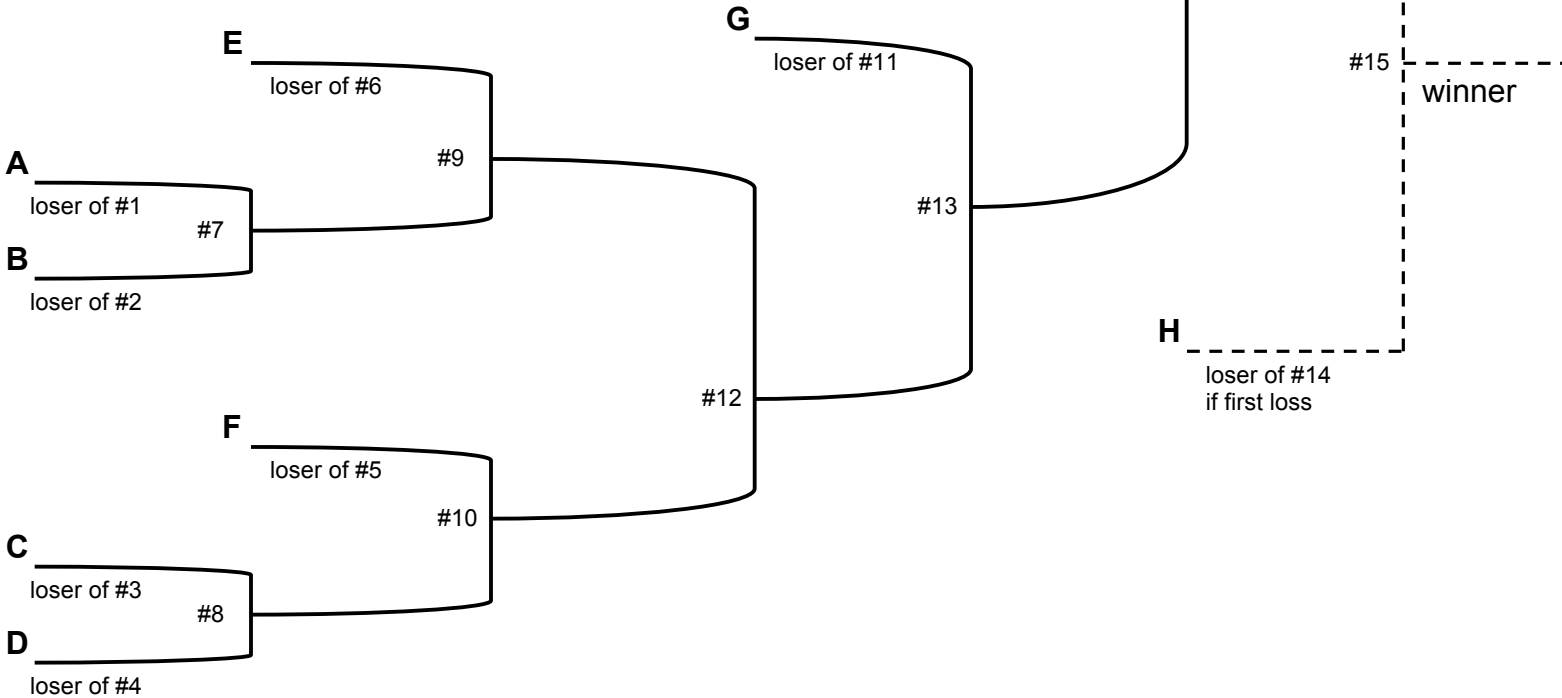 G
loser of #11
E
loser of #6
#15
winner
#9
A
loser of #1
#7
B
loser of #2
#13
H
loser of #14
if first loss
#12
F
loser of #5
#10
C
loser of #3
#8
D
loser of #4